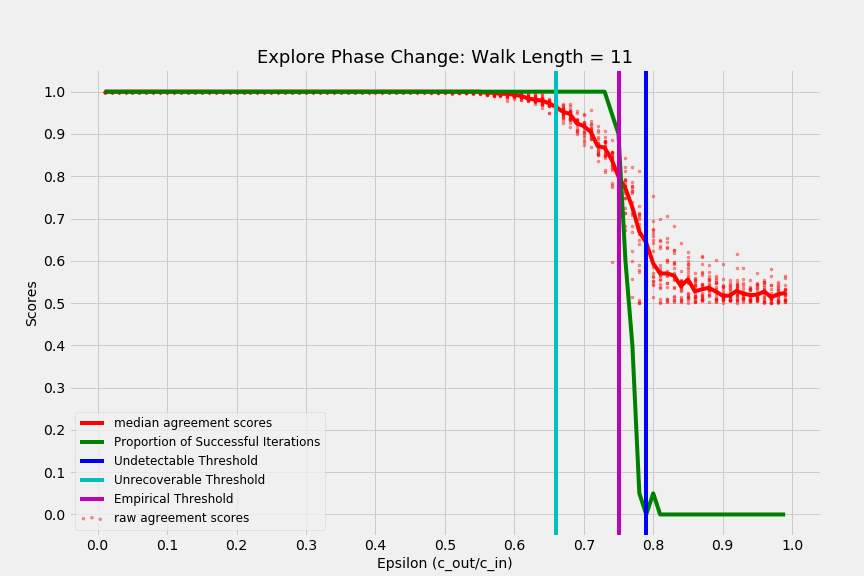 Explore Phase Change: Walk Length = 11
1.0
0.9
0.8
0.7
0.6
0.5
0.4
0.3
0.2
0.1
0.0
Scores
median agreement scores
Proportion of Successful Iterations
Undetectable Threshold
Unrecoverable Threshold
Empirical Threshold
raw agreement scores
0.0 0.1 0.2 0.3 0.4 0.5 0.6 0.7 0.8 0.9 1.0
Epsilon (c_out/c_in)